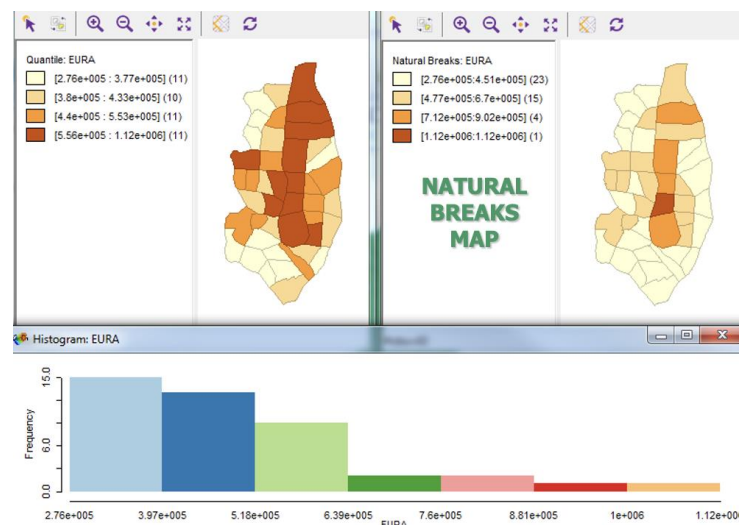 Quantile: EURA
[2.76e+005 : 3.77e+005] (11)
[3.8e+005 : 4.33e+005] (10)
[4.4e+005 : 5.53e+005] (11)
[5.56e+005 : 1.12e+006] (11)
Natural Breaks: EURA
[2.76e+005:4.51e+005] (23)
[4.77e+005:6.7e+005] (15)
[7.12e+005:9.02e+005] (4)
[1.12e+006:1.12e+006] (1)
NATURAL
BREAKS
MAP
Histogram: EURA
Frequency
15.0
6.0
0.0
2.76e+005 3.97e+005 5.18e+005 6.39e+005 7.6e+005 8.81e+005 1e+006 1.12e+00
EURA